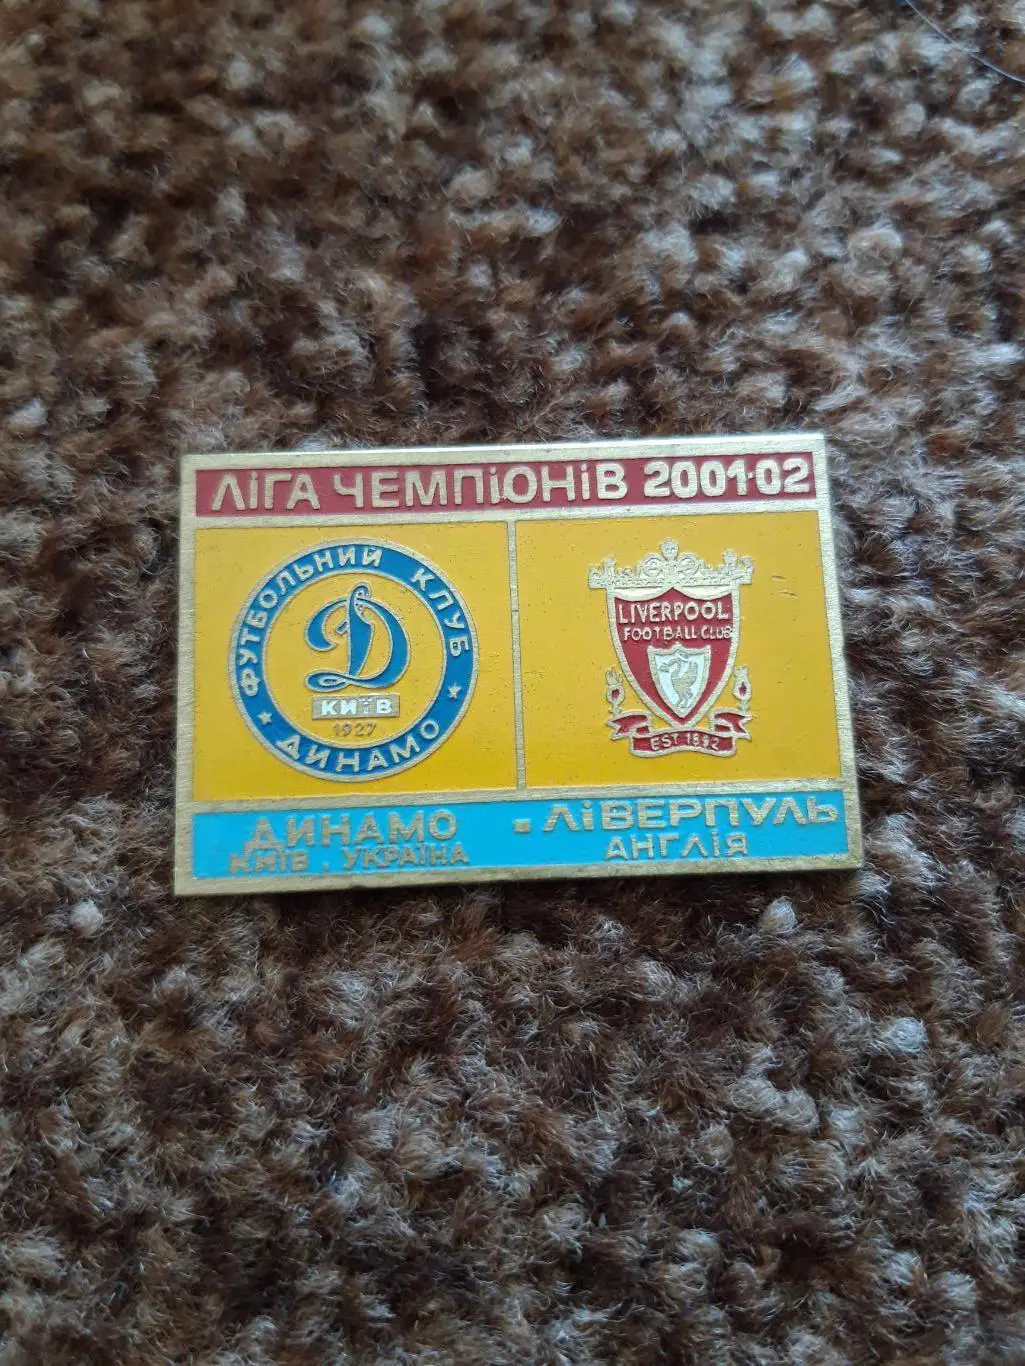 ЛІГА ЧЕМПІОНІВ 2001·02
ФУТБОЛЬНИЙ КЛУБ
Д
КИЇВ
1927
ДИНАМО
LIVERPOOL
FOOTBALL CLUB
EST 1892
ДИНАМО - ЛІВЕРПУЛЬ
КИЇВ . УКРАЇНА АНГЛІЯ